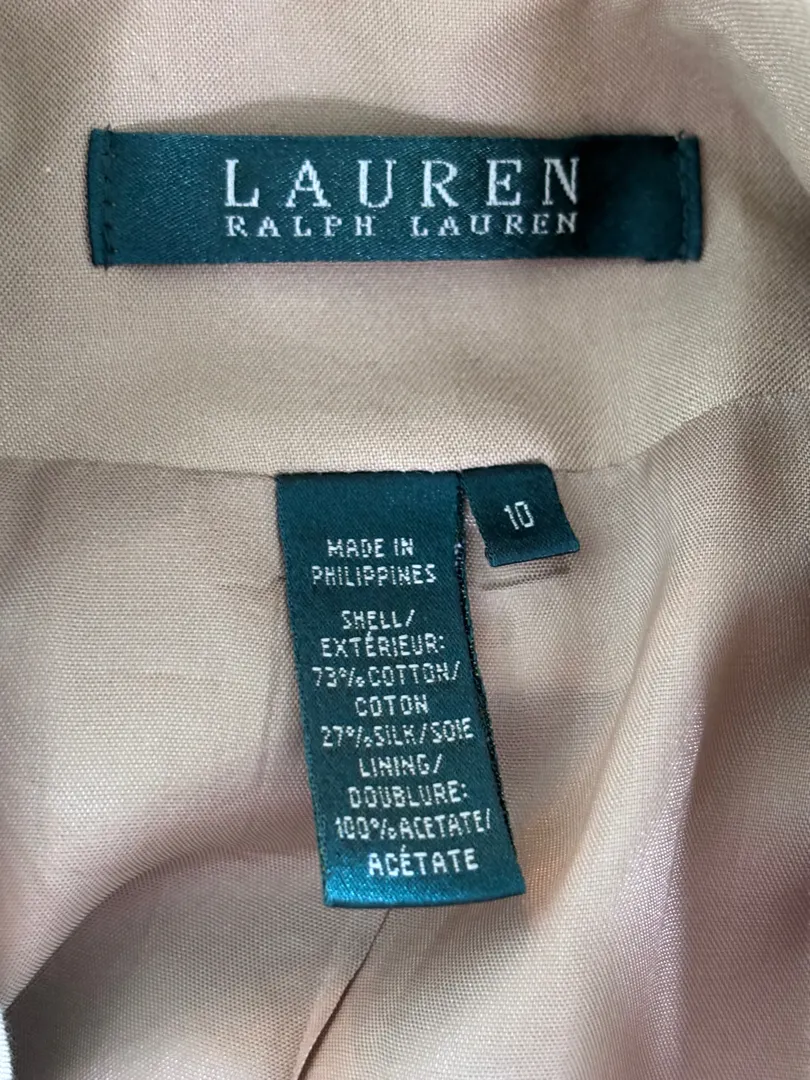 LAUREN
RALPH LAUREN
10
MADE IN
PHILIPPINES
SHELL/
EXTÉRIEUR:
73% COTTON/
COTON
27% SILK/SOIE
LINING/
DOUBLURE:
100% ACETATE/
ACÉTATE